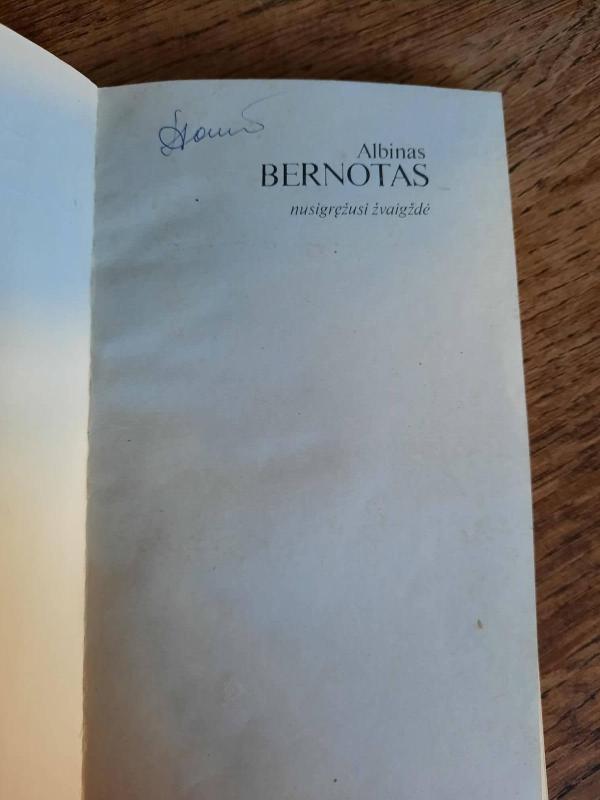 Albinas
BERNOTAS
nusigręžusi žvaigždė